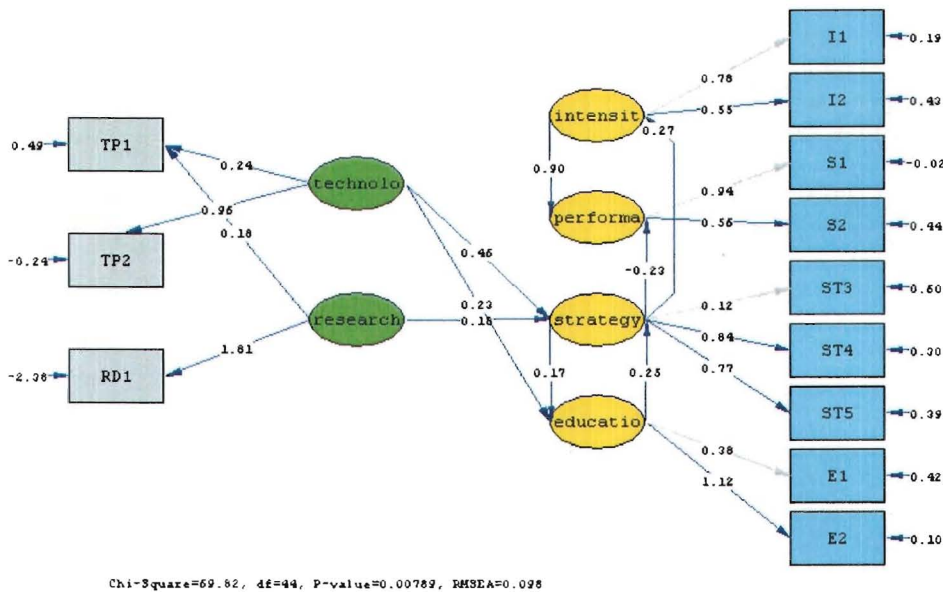 I1
0.19
0.78
intensit
0.55
I2
0.43
0.27
0.49
TP1
0.24
technolo
0.90
S1
-0.02
0.94
performa
0.56
S2
0.44
0.96
0.18
-0.24
TP2
0.46
-0.23
ST3
0.60
0.12
0.23
0.18
research
strategy
0.84
ST4
0.30
1.81
-2.38
RD1
0.17
0.25
0.77
ST5
0.39
educatio
0.38
E1
0.42
1.12
E2
0.10
Chi-Square=69.82, df=44, P-value=0.00789, RMSEA=0.098